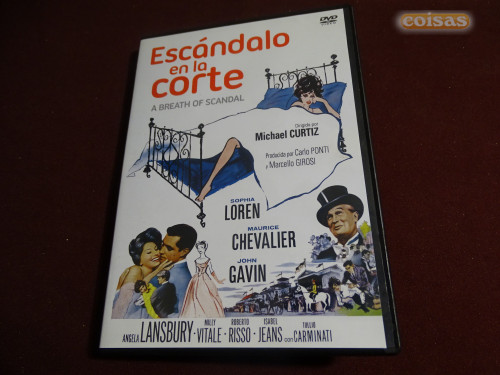 coisas
DVD
Escándalo
en la
corte
A BREATH OF SCANDAL
Dirigida por
Michael CURTIZ
Producida por Carlo PONTI
y Marcello GIROSI
SOPHIA
LOREN
MAURICE
CHEVALIER
JOHN
GAVIN
ANGELA LANSBURY · MILLY VITALE · ROBERTO RISSO · ISABEL JEANS con TULLIO CARMINATI